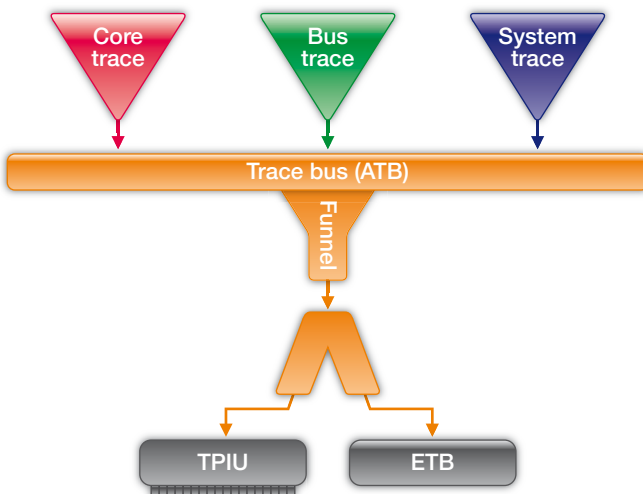 Core
trace
Bus
trace
System
trace
Trace bus (ATB)
Funnel
TPIU
ETB